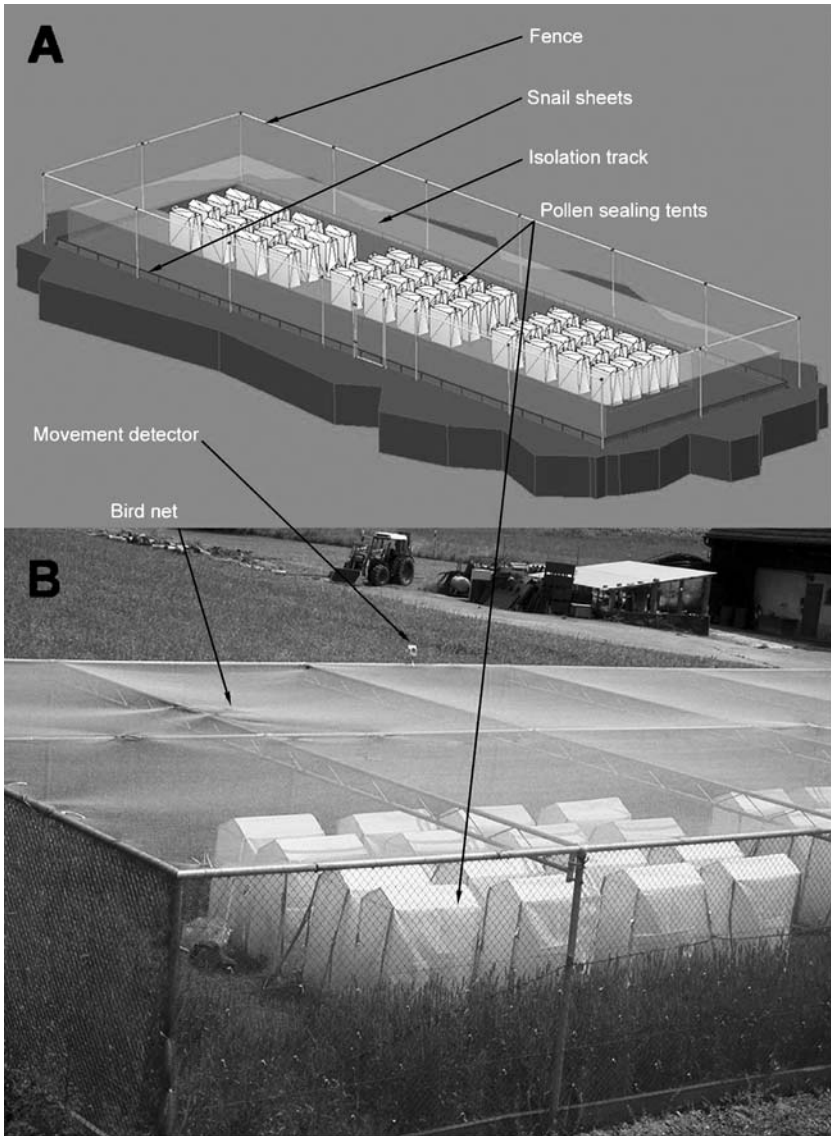 A
Fence
Snail sheets
Isolation track
Pollen sealing tents
Movement detector
Bird net
B